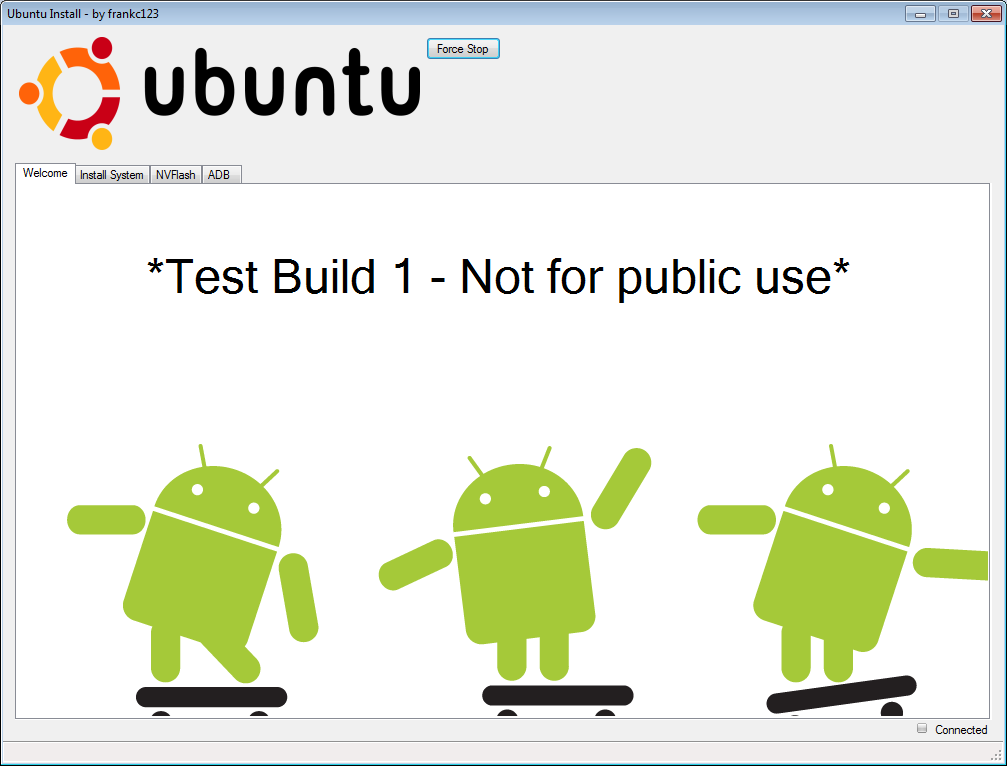 Ubuntu Install - by frankc123
ubuntu
Force Stop
Welcome
Install System
NVFlash
ADB
*Test Build 1 - Not for public use*
Connected